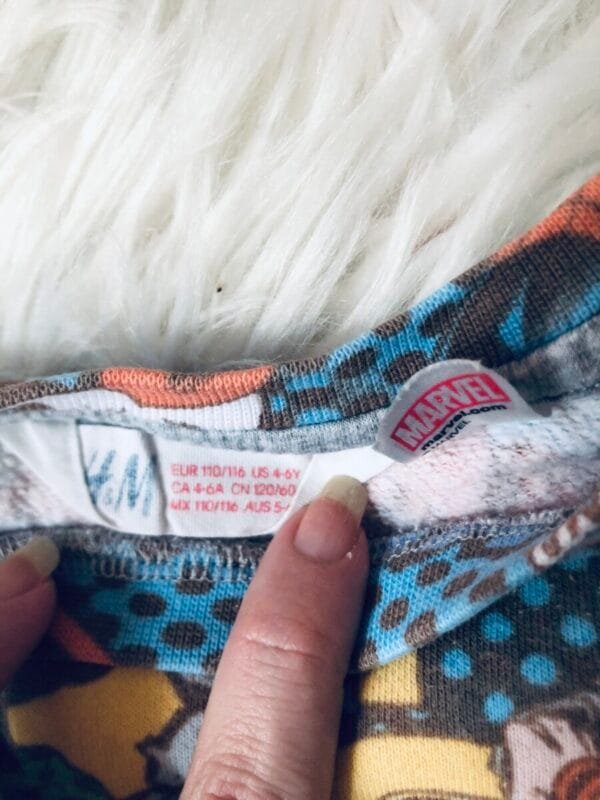 H&M
EUR 110/116 US 4-6Y
CA 4-6A CN 120/60
MX 110/116 AUS 5-
MARVEL
marvel.com
MARVEL